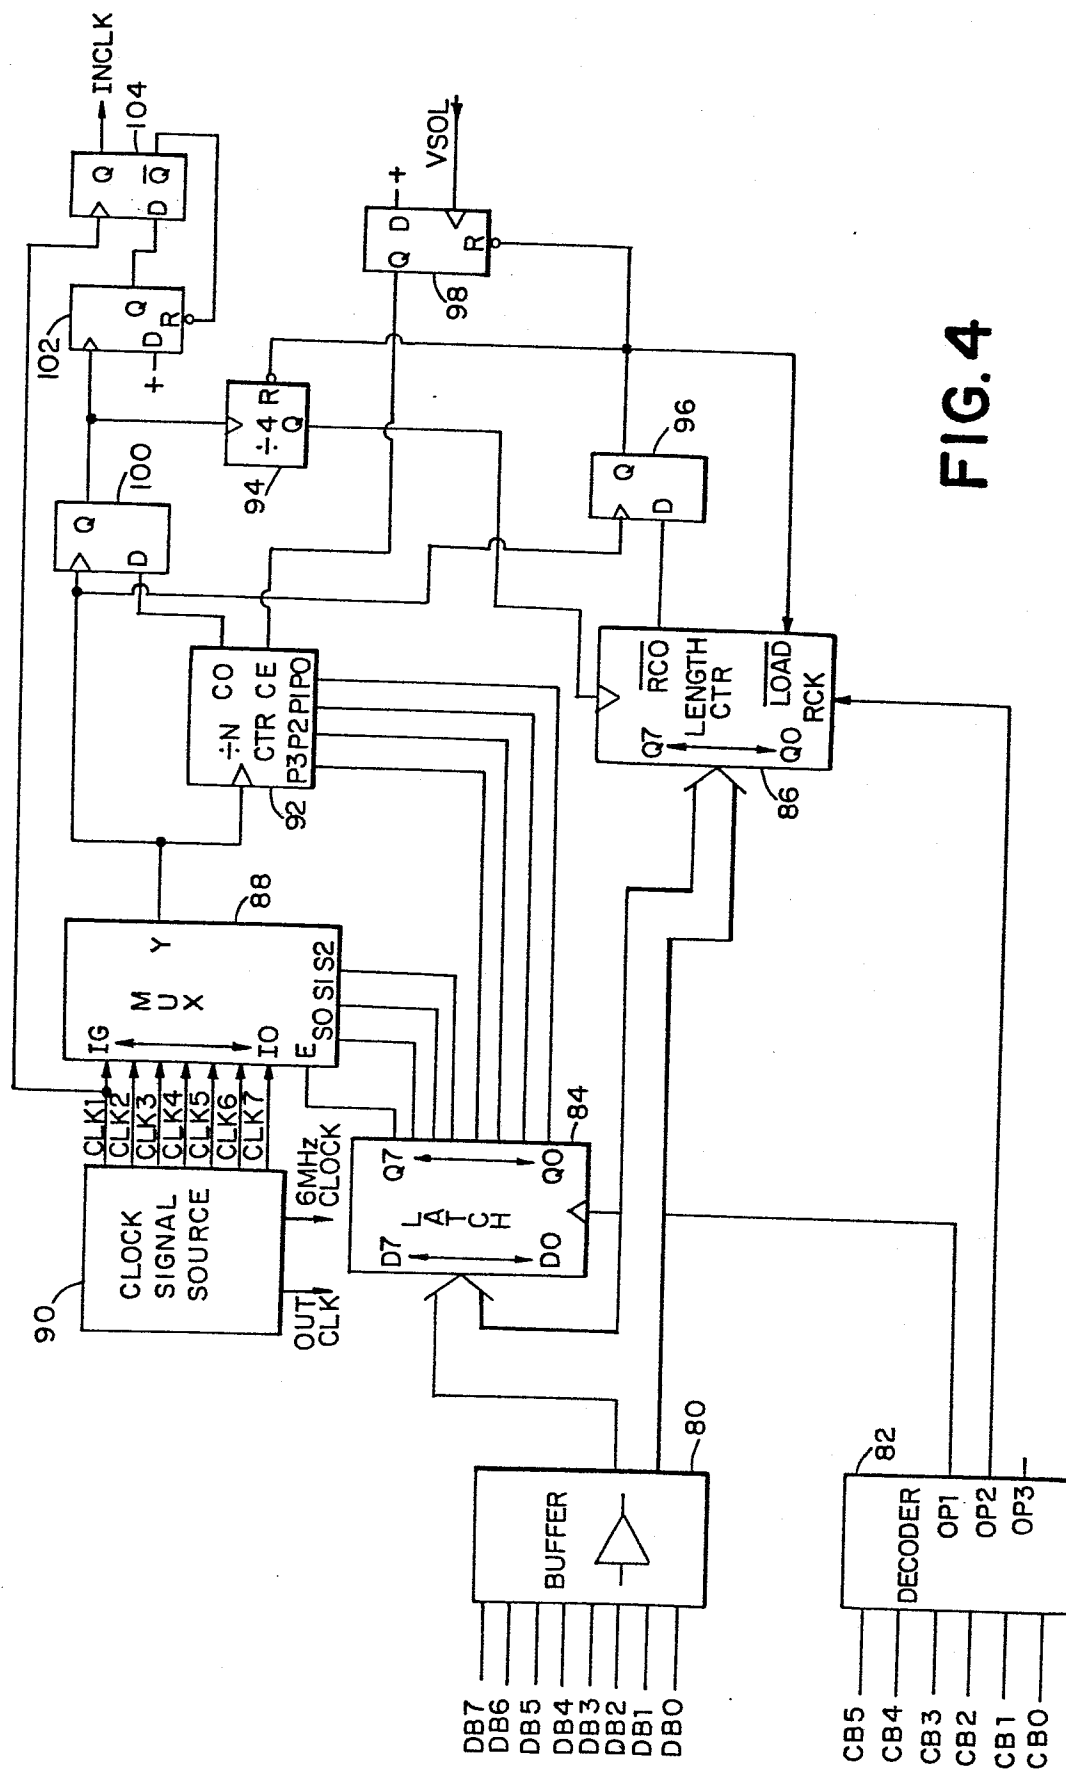 INCLK
Q
Q
D
104
Q
D
R
+
102
Q
D
100
÷4
R
Q
94
Q
D
+
R
98
VSOL
Q
D
96
÷N
CO
CTR
CE
P3
P2
P1
P0
92
MUX
Y
IG
IO
E
S0
S1
S2
88
CLK1
CLK2
CLK3
CLK4
CLK5
CLK6
CLK7
CLOCK
SIGNAL
SOURCE
90
OUT
CLK
6MHz
CLOCK
LATCH
D7
D0
Q7
Q0
84
RCO
LENGTH
CTR
LOAD
RCK
Q7
Q0
86
BUFFER
80
DB7
DB6
DB5
DB4
DB3
DB2
DB1
DB0
DECODER
82
OP1
OP2
OP3
CB5
CB4
CB3
CB2
CB1
CB0
FIG. 4